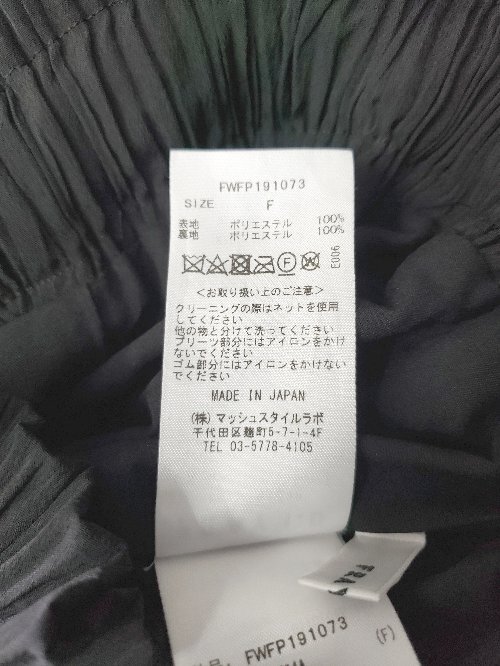 FWFP191073
SIZE F
表地 ポリエステル 100%
裏地 ポリエステル 100%
F
E006
<お取り扱い上のご注意>
クリーニングの際はネットを使用
してください
他の物と分けて洗ってください
プリーツ部分にはアイロンをかけ
ないでください
ゴム部分にはアイロンをかけない
でください
MADE IN JAPAN
(株)マッシュスタイルラボ
千代田区麹町5-7-1-4F
TEL 03-5778-4105
FRA
FWFP191073
(F)